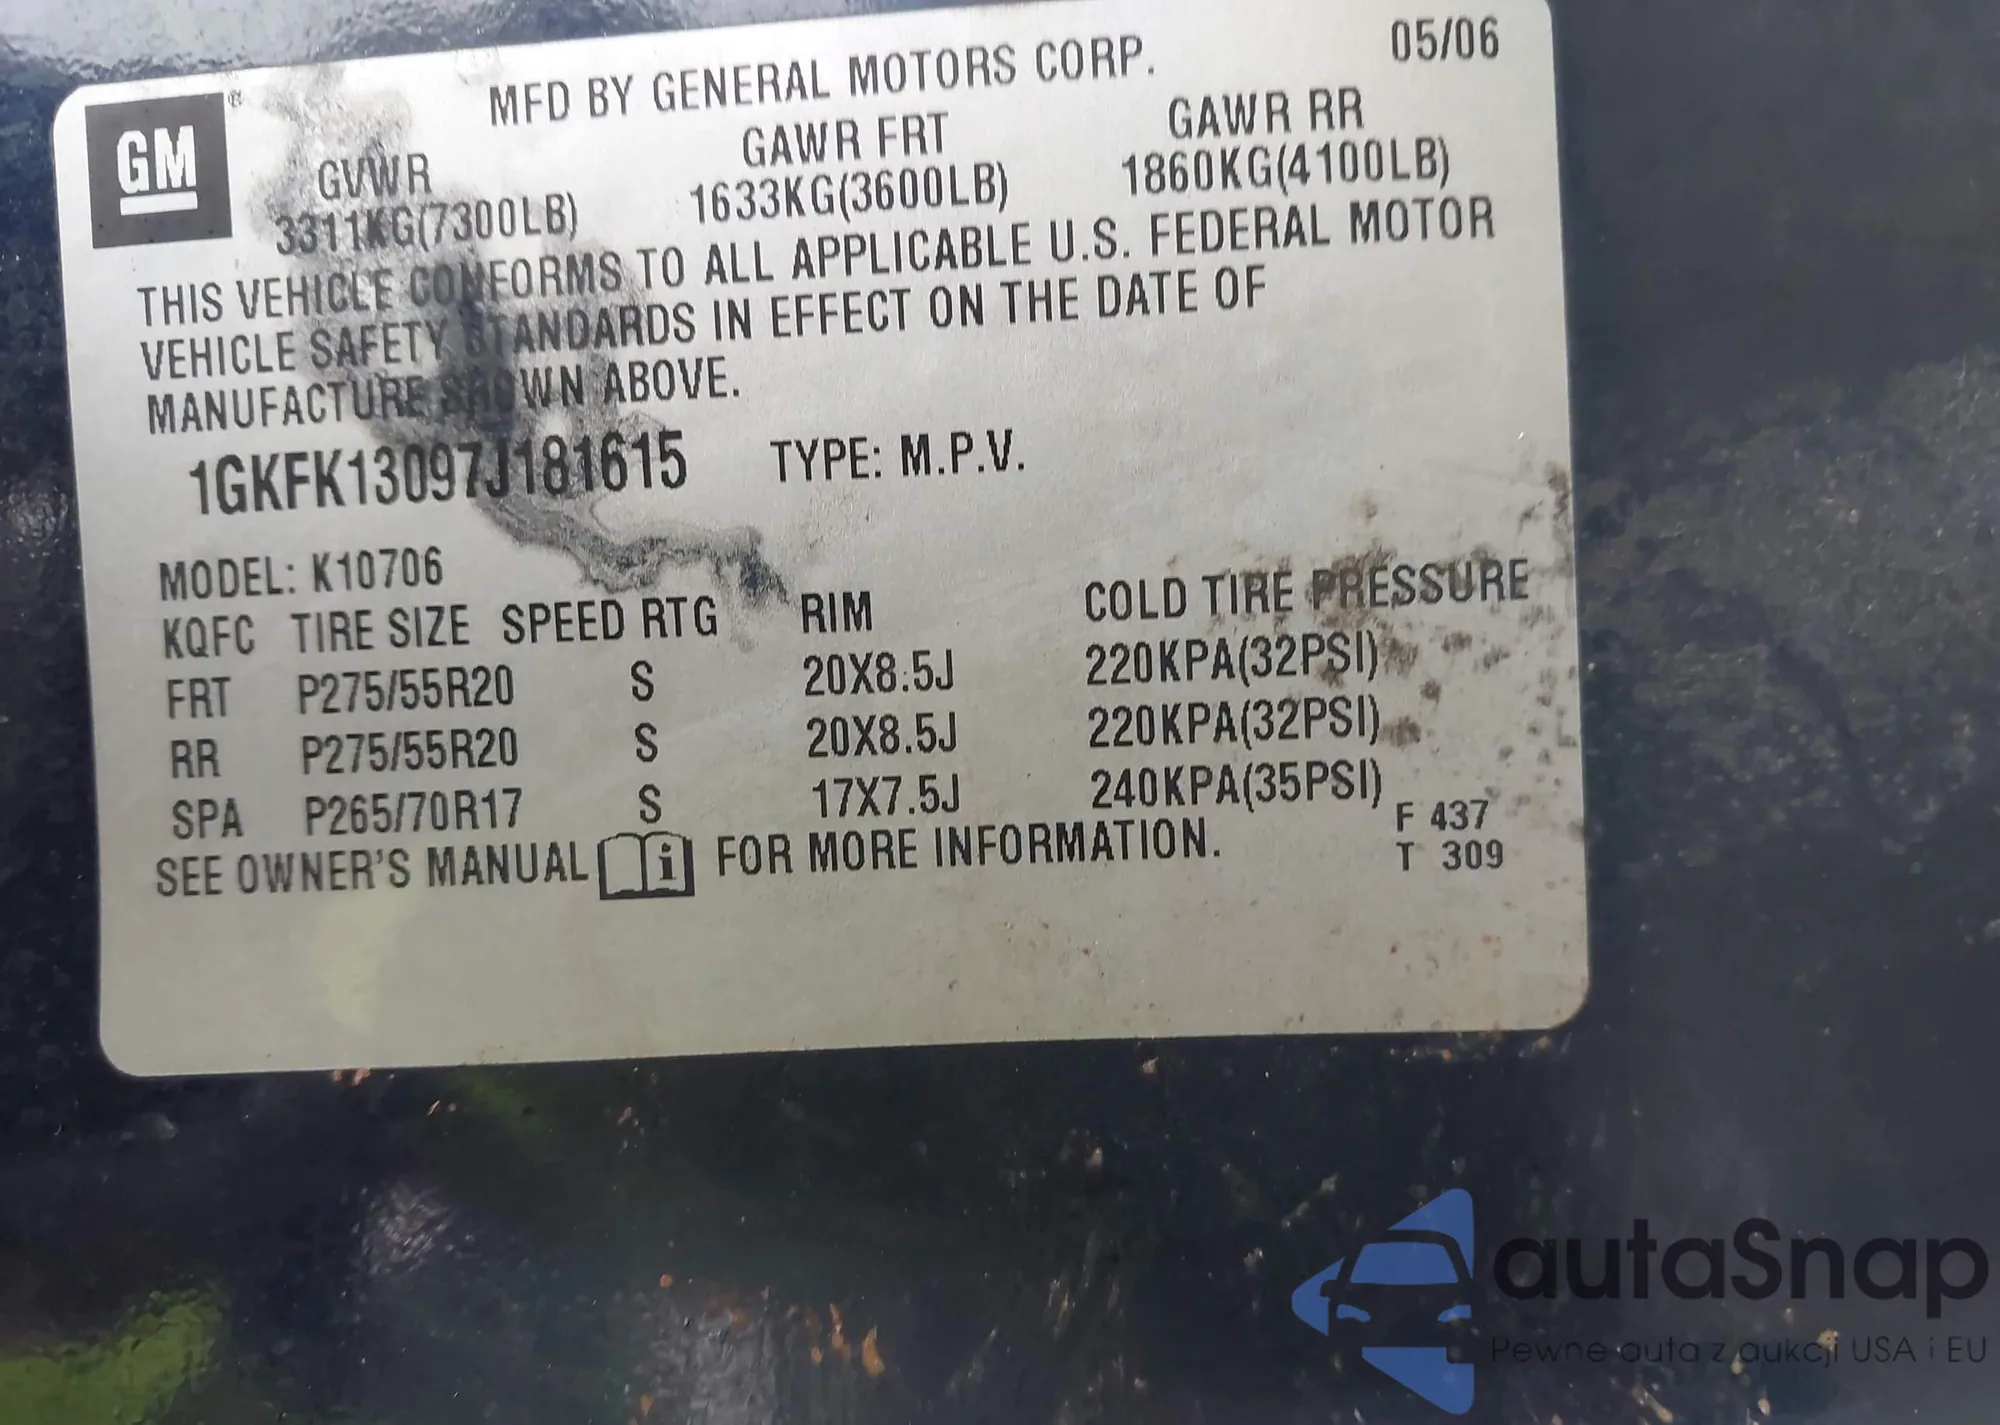 MFD BY GENERAL MOTORS CORP. 05/06
GM®
GVWR GAWR FRT GAWR RR
3311KG(7300LB) 1633KG(3600LB) 1860KG(4100LB)
THIS VEHICLE CONFORMS TO ALL APPLICABLE U.S. FEDERAL MOTOR
VEHICLE SAFETY STANDARDS IN EFFECT ON THE DATE OF
MANUFACTURE SHOWN ABOVE.
1GKFK13097J181615 TYPE: M.P.V.
MODEL: K10706
KQFC TIRE SIZE SPEED RTG RIM COLD TIRE PRESSURE
FRT P275/55R20 S 20X8.5J 220KPA(32PSI)
RR P275/55R20 S 20X8.5J 220KPA(32PSI)
SPA P265/70R17 S 17X7.5J 240KPA(35PSI)
SEE OWNER'S MANUAL i FOR MORE INFORMATION.
F 437
T 309
autaSnap
Pewne auta z aukcji USA i EU